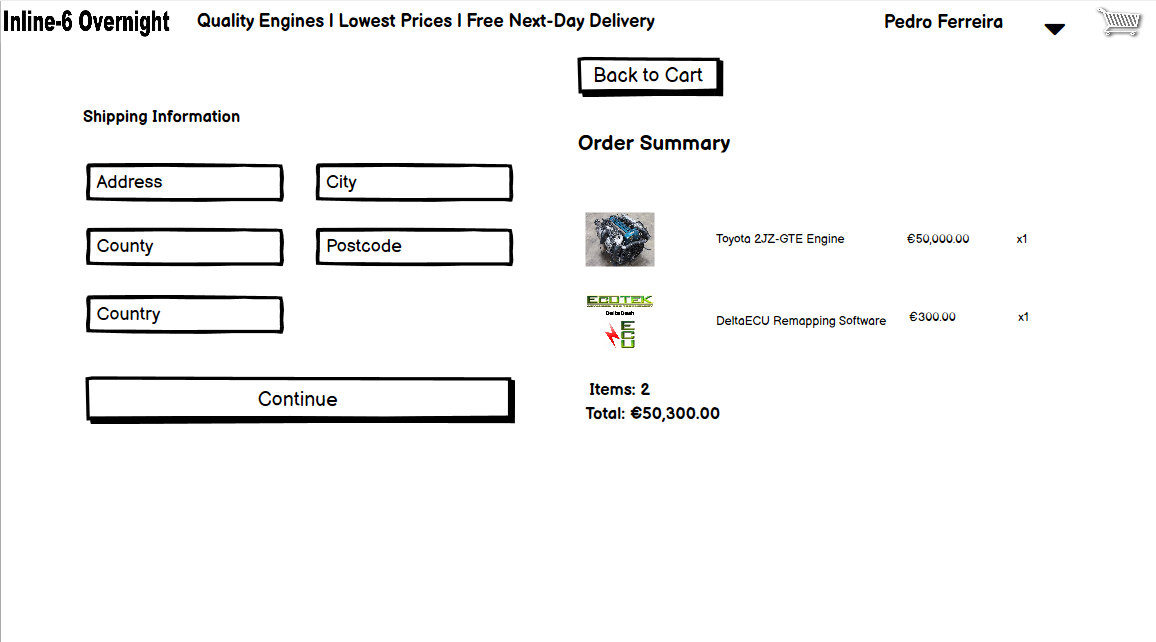 Inline-6 Overnight
Quality Engines I Lowest Prices I Free Next-Day Delivery
Pedro Ferreira
Back to Cart
Shipping Information
Address
City
County
Postcode
Country
Continue
Order Summary
Toyota 2JZ-GTE Engine €50,000.00 x1
ECOTEK
DeltaDash
ECU
DeltaECU Remapping Software €300.00 x1
Items: 2
Total: €50,300.00